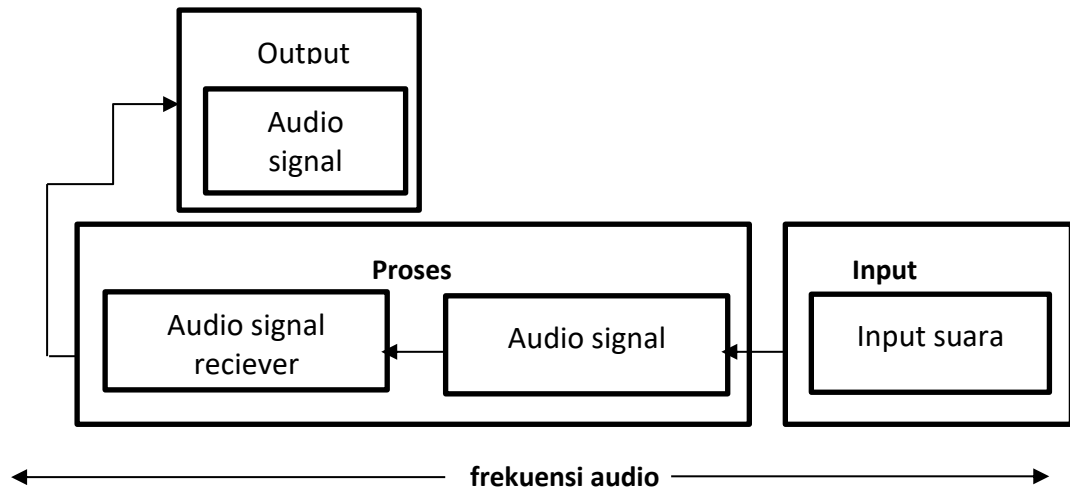 Output
Audio
signal
Proses
Input
Audio signal
reciever
Audio signal
Input suara
frekuensi audio